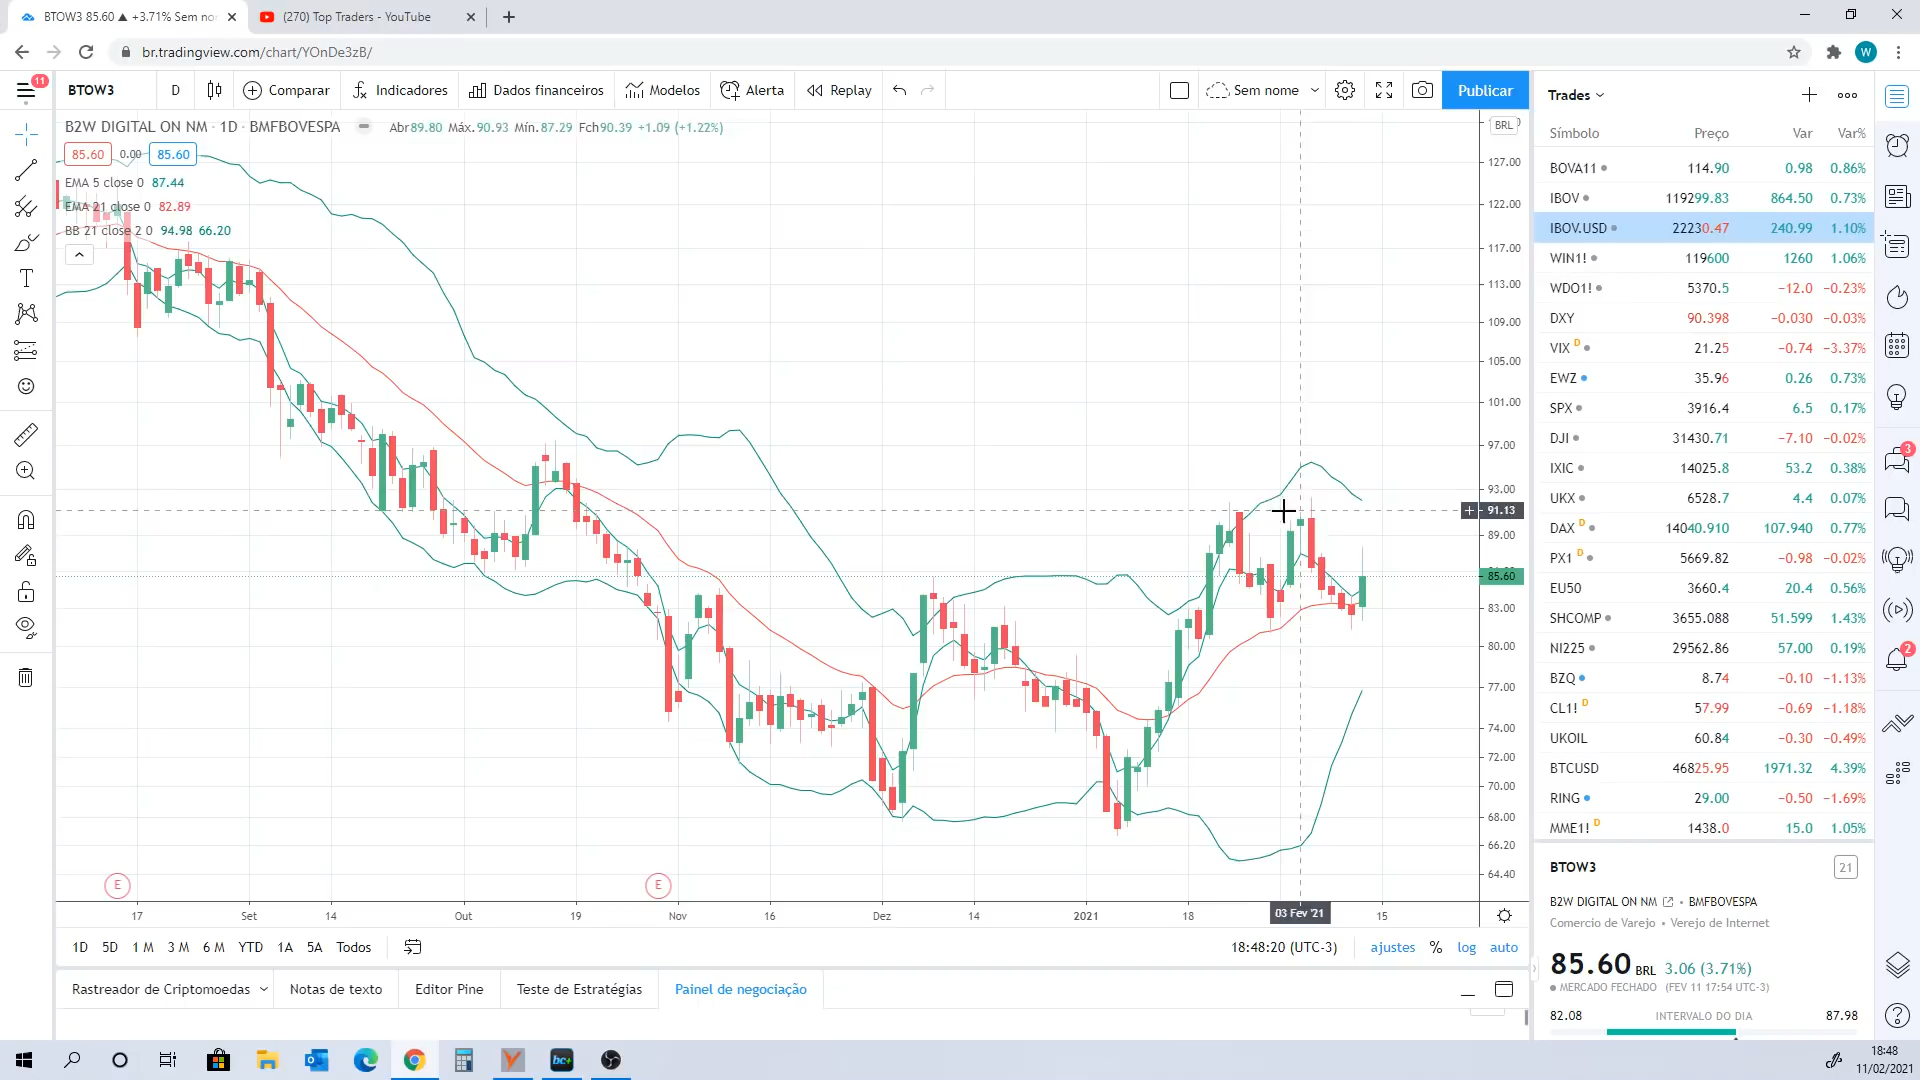 BTOW3 85.60 ▲ +3.71% Sem nor
(270) Top Traders - YouTube
br.tradingview.com/chart/YOnDe3zB/
W
11
BTOW3 D Comparar Indicadores Dados financeiros Modelos Alerta Replay Sem nome Publicar
B2W DIGITAL ON NM · 1D · BMFBOVESPA Abr89.80 Máx.90.93 Mín.87.29 Fch90.39 +1.09 (+1.22%)
85.60 0.00 85.60
EMA 5 close 0 87.44
EMA 21 close 0 82.89
BB 21 close 2 0 94.98 66.20
BRL
127.00
122.00
117.00
113.00
109.00
105.00
101.00
97.00
93.00
91.13
89.00
85.60
83.00
80.00
77.00
74.00
72.00
70.00
68.00
66.20
64.40
E E
17 Set 14 Out 19 Nov 16 Dez 14 2021 18 03 Fev '21 15
1D 5D 1 M 3 M 6 M YTD 1A 5A Todos 18:48:20 (UTC-3) ajustes % log auto
Rastreador de Criptomoedas Notas de texto Editor Pine Teste de Estratégias Painel de negociação
Trades
Símbolo Preço Var Var%
BOVA11 114.90 0.98 0.86%
IBOV 119299.83 864.50 0.73%
IBOV.USD 22230.47 240.99 1.10%
WIN1! 119600 1260 1.06%
WDO1! 5370.5 −12.0 −0.23%
DXY 90.398 −0.030 −0.03%
VIX D 21.25 −0.74 −3.37%
EWZ 35.96 0.26 0.73%
SPX 3916.4 6.5 0.17%
DJI 31430.71 −7.10 −0.02%
IXIC 14025.8 53.2 0.38%
UKX 6528.7 4.4 0.07%
DAX D 14040.910 107.940 0.77%
PX1 D 5669.82 −0.98 −0.02%
EU50 3660.4 20.4 0.56%
SHCOMP 3655.088 51.599 1.43%
NI225 29562.86 57.00 0.19%
BZQ 8.74 −0.10 −1.13%
CL1! D 57.99 −0.69 −1.18%
UKOIL 60.84 −0.30 −0.49%
BTCUSD 46825.95 1971.32 4.39%
RING 29.00 −0.50 −1.69%
MME1! D 1438.0 15.0 1.05%
BTOW3 21
B2W DIGITAL ON NM • BMFBOVESPA
Comercio de Varejo • Verejo de Internet
85.60 BRL 3.06 (3.71%)
MERCADO FECHADO (FEV 11 17:54 UTC-3)
82.08 INTERVALO DO DIA 87.98
3
2
bc+
18:48
11/02/2021